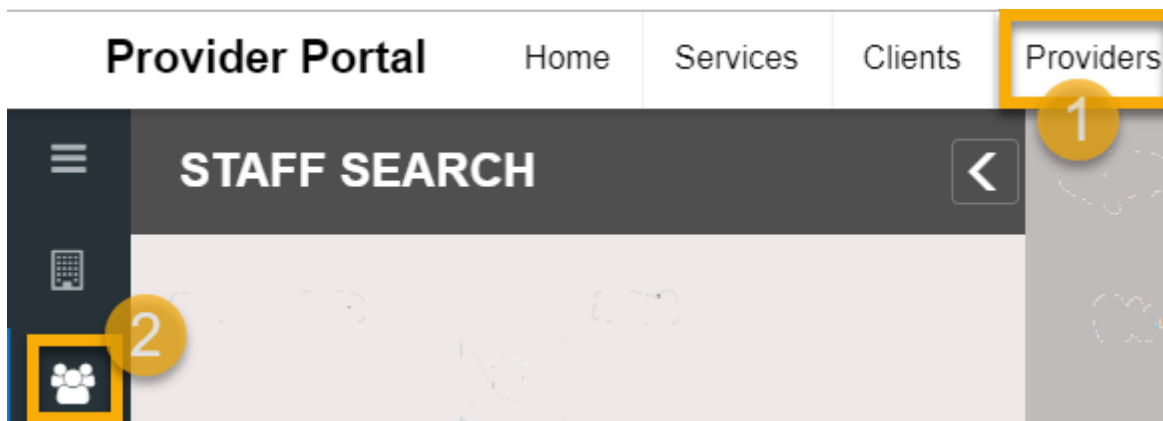 Provider Portal Home Services Clients Providers
1
STAFF SEARCH
2